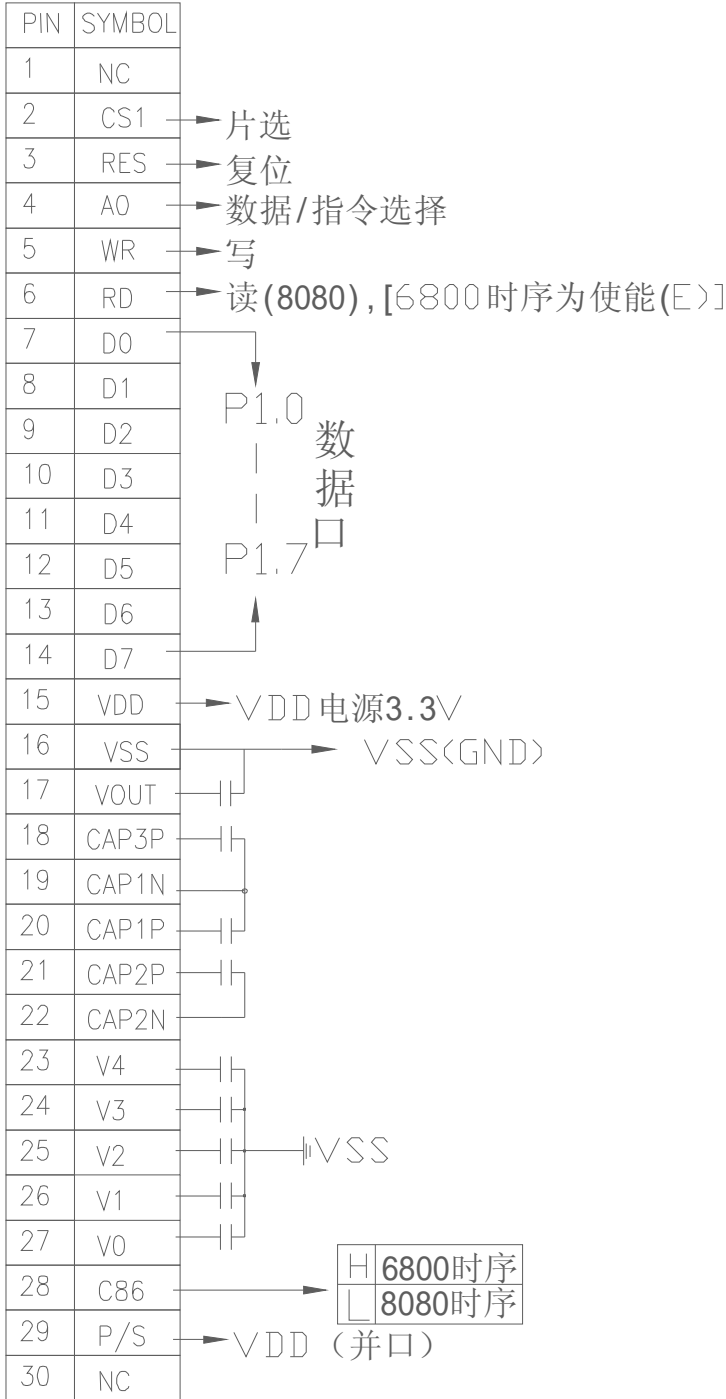 PIN SYMBOL
1 NC
2 CS1 片选
3 RES 复位
4 A0 数据/指令选择
5 WR 写
6 RD 读(8080),[6800时序为使能(E)]
7 D0
8 D1
P1.0
9 D2
数据口
10 D3
11 D4
12 D5
P1.7
13 D6
14 D7
15 VDD VDD电源3.3V
16 VSS VSS(GND)
17 VOUT
18 CAP3P
19 CAP1N
20 CAP1P
21 CAP2P
22 CAP2N
23 V4
24 V3
25 V2 VSS
26 V1
27 V0
H 6800时序
28 C86
L 8080时序
29 P/S VDD (并口)
30 NC